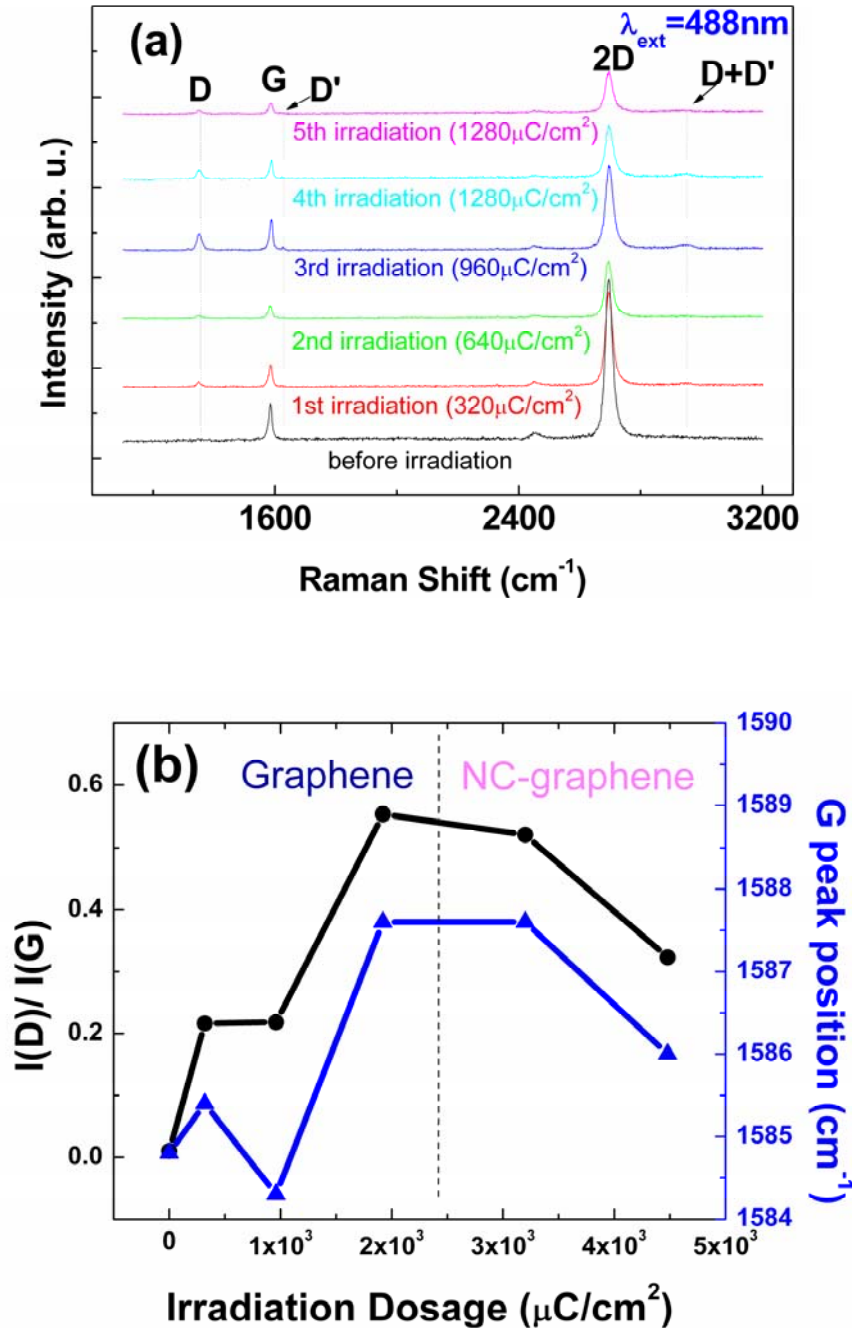 (a)
λext=488nm
2D
D
G
D'
D+D'
5th irradiation (1280μC/cm²)
4th irradiation (1280μC/cm²)
3rd irradiation (960μC/cm²)
2nd irradiation (640μC/cm²)
1st irradiation (320μC/cm²)
before irradiation
Intensity (arb. u.)
1600
2400
3200
Raman Shift (cm⁻¹)
(b)
Graphene
NC-graphene
0.6
0.4
0.2
0.0
I(D)/ I(G)
1590
1589
1588
1587
1586
1585
1584
G peak position (cm⁻¹)
0
1x10³
2x10³
3x10³
4x10³
5x10³
Irradiation Dosage (μC/cm²)